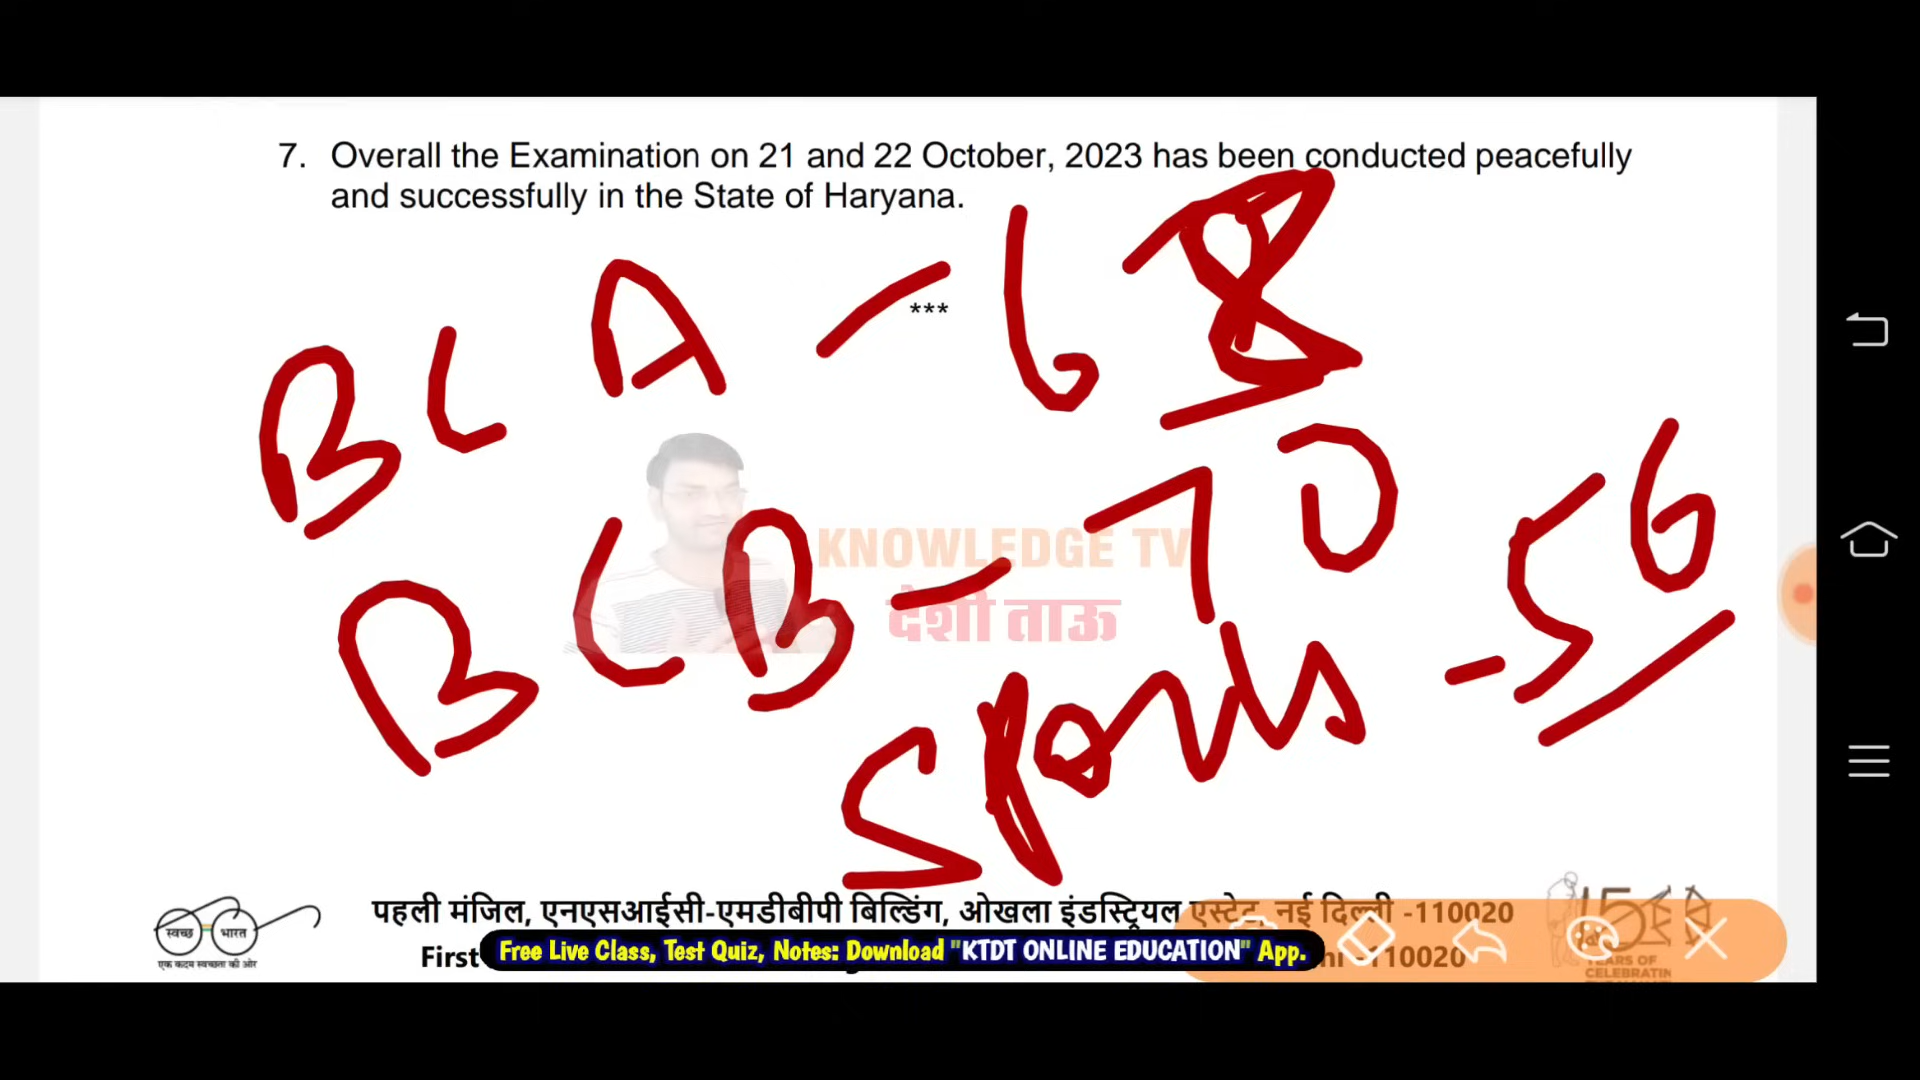 7. Overall the Examination on 21 and 22 October, 2023 has been conducted peacefully
and successfully in the State of Haryana.
***
BCA - 68
BCB - 70
KNOWLEDGE TV
देशी ताऊ
Sports - 56
स्वच्छ भारत
एक कदम स्वच्छता की ओर
पहली मंजिल, एनएसआईसी-एमडीबीपी बिल्डिंग, ओखला इंडस्ट्रियल एस्टेट, नई दिल्ली -110020
First
Free Live Class, Test Quiz, Notes: Download "KTDT ONLINE EDUCATION" App.
-110020
YEARS OF
CELEBRATIN